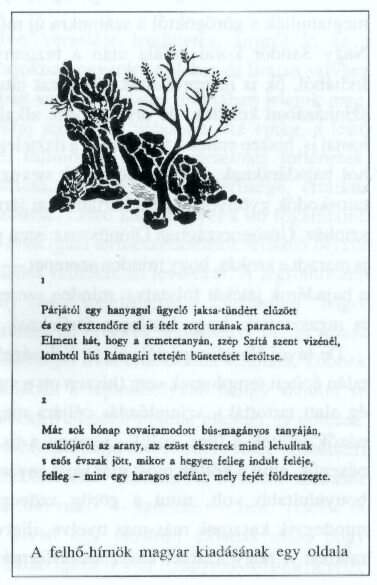 1
Párjától egy hanyagul ügyelő jaksa-tündért elűzött
és egy esztendőre el is ítélt zord urának parancsa.
Elment hát, hogy a remetetanyán, szép Szítá szent vizénél,
lombtól hűs Rámagiri tetején büntetését letöltse.
2
Már sok hónap tovairamodott bús-magányos tanyáján,
csuklójáról az arany, az ezüst ékszerek mind lehulltak
s esős évszak jött, mikor a hegyen felleg indult feléje,
felleg – mint egy haragos elefánt, mely fejét földreszegte.
A felhő-hírnök magyar kiadásának egy oldala